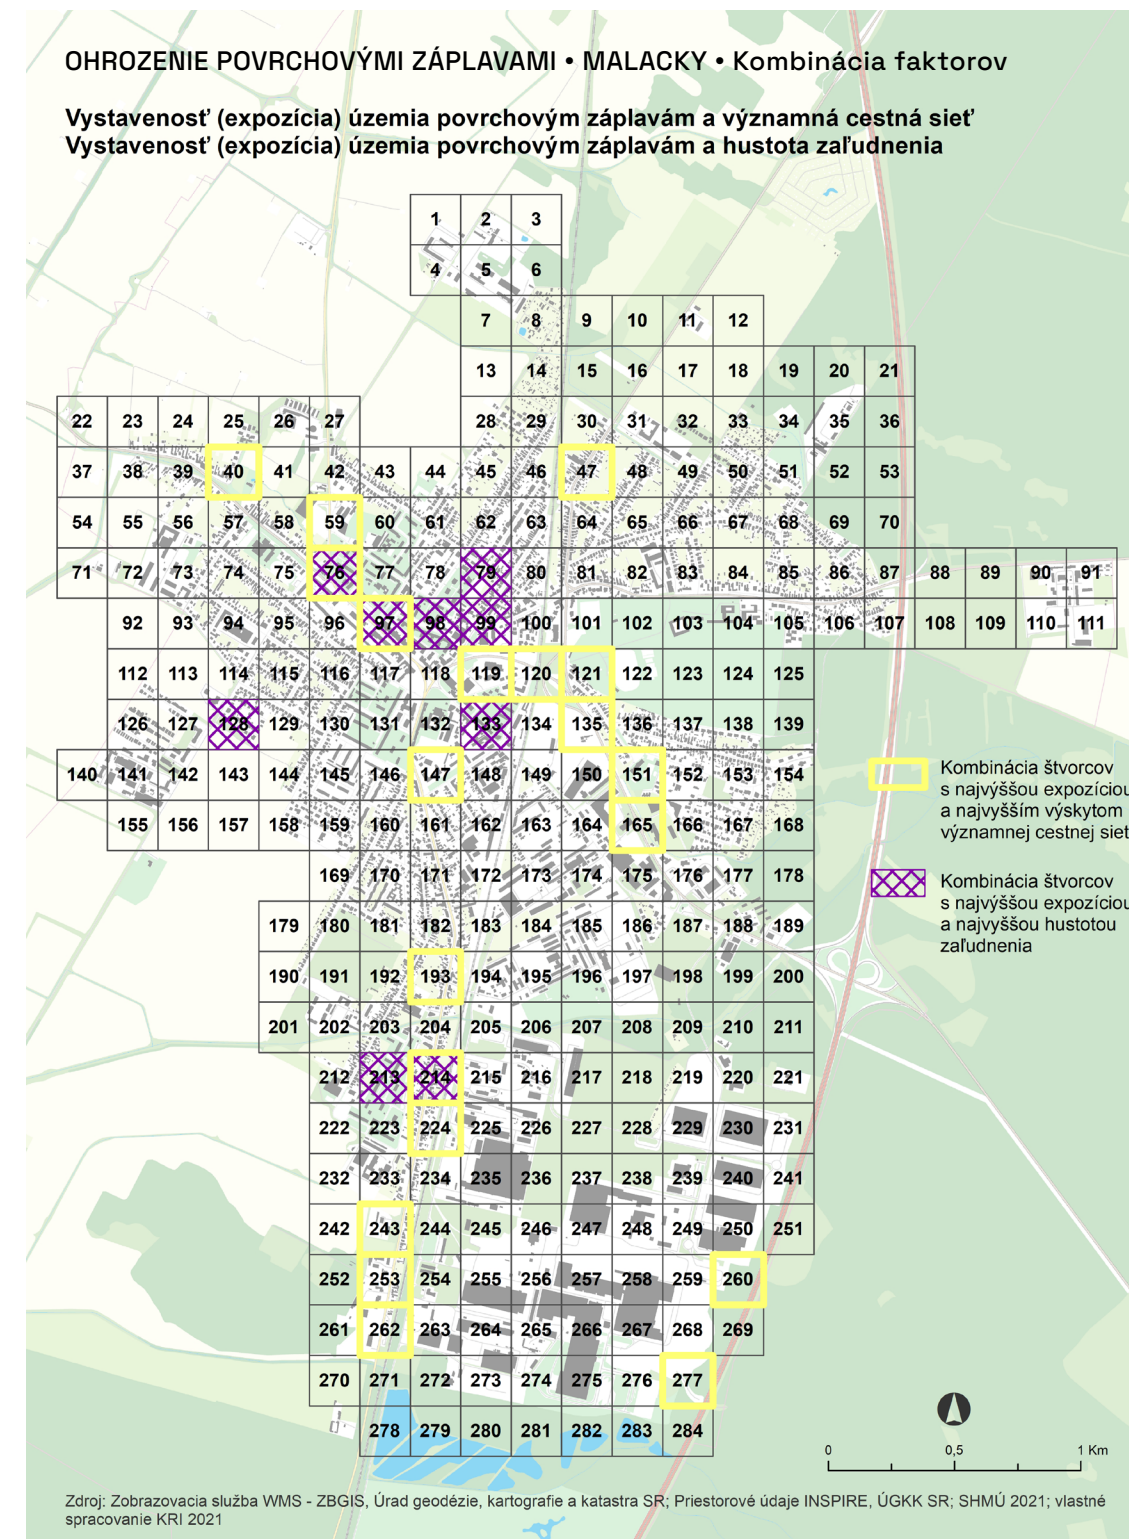 OHROZENIE POVRCHOVÝMI ZÁPLAVAMI • MALACKY • Kombinácia faktorov
Vystavenosť (expozícia) územia povrchovým záplavám a významná cestná sieť
Vystavenosť (expozícia) územia povrchovým záplavám a hustota zaľudnenia
1 2 3
4 5 6
7 8 9 10 11 12
13 14 15 16 17 18 19 20 21
22 23 24 25 26 27 28 29 30 31 32 33 34 35 36
37 38 39 40 41 42 43 44 45 46 47 48 49 50 51 52 53
54 55 56 57 58 59 60 61 62 63 64 65 66 67 68 69 70
71 72 73 74 75 76 77 78 79 80 81 82 83 84 85 86 87 88 89 90 91
92 93 94 95 96 97 98 99 100 101 102 103 104 105 106 107 108 109 110 111
112 113 114 115 116 117 118 119 120 121 122 123 124 125
126 127 128 129 130 131 132 133 134 135 136 137 138 139
140 141 142 143 144 145 146 147 148 149 150 151 152 153 154
155 156 157 158 159 160 161 162 163 164 165 166 167 168
169 170 171 172 173 174 175 176 177 178
179 180 181 182 183 184 185 186 187 188 189
190 191 192 193 194 195 196 197 198 199 200
201 202 203 204 205 206 207 208 209 210 211
212 213 214 215 216 217 218 219 220 221
222 223 224 225 226 227 228 229 230 231
232 233 234 235 236 237 238 239 240 241
242 243 244 245 246 247 248 249 250 251
252 253 254 255 256 257 258 259 260
261 262 263 264 265 266 267 268 269
270 271 272 273 274 275 276 277
278 279 280 281 282 283 284
Kombinácia štvorcov
s najvyššou expozíciou
a najvyšším výskytom
významnej cestnej siet
Kombinácia štvorcov
s najvýššou expozíciou
a najvyššou hustotou
zaľudnenia
0 0,5 1 Km
Zdroj: Zobrazovacia služba WMS - ZBGIS, Úrad geodézie, kartografie a katastra SR; Priestorové údaje INSPIRE, ÚGKK SR; SHMÚ 2021; vlastné
spracovanie KRI 2021